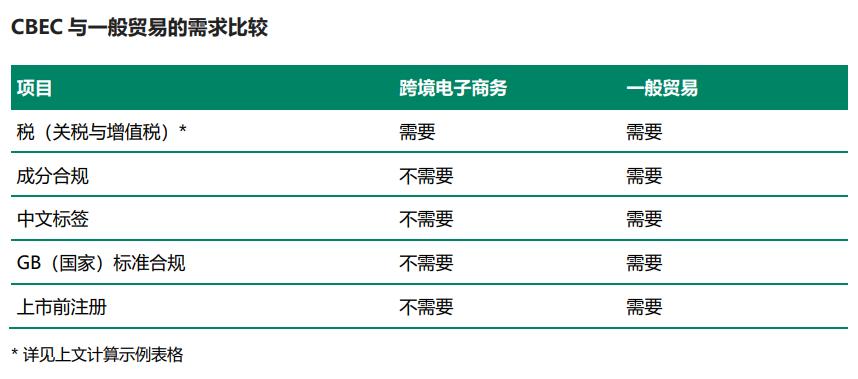 CBEC 与一般贸易的需求比较
项目 跨境电子商务 一般贸易
税（关税与增值税）* 需要 需要
成分合规 不需要 需要
中文标签 不需要 需要
GB（国家）标准合规 不需要 需要
上市前注册 不需要 需要
* 详见上文计算示例表格